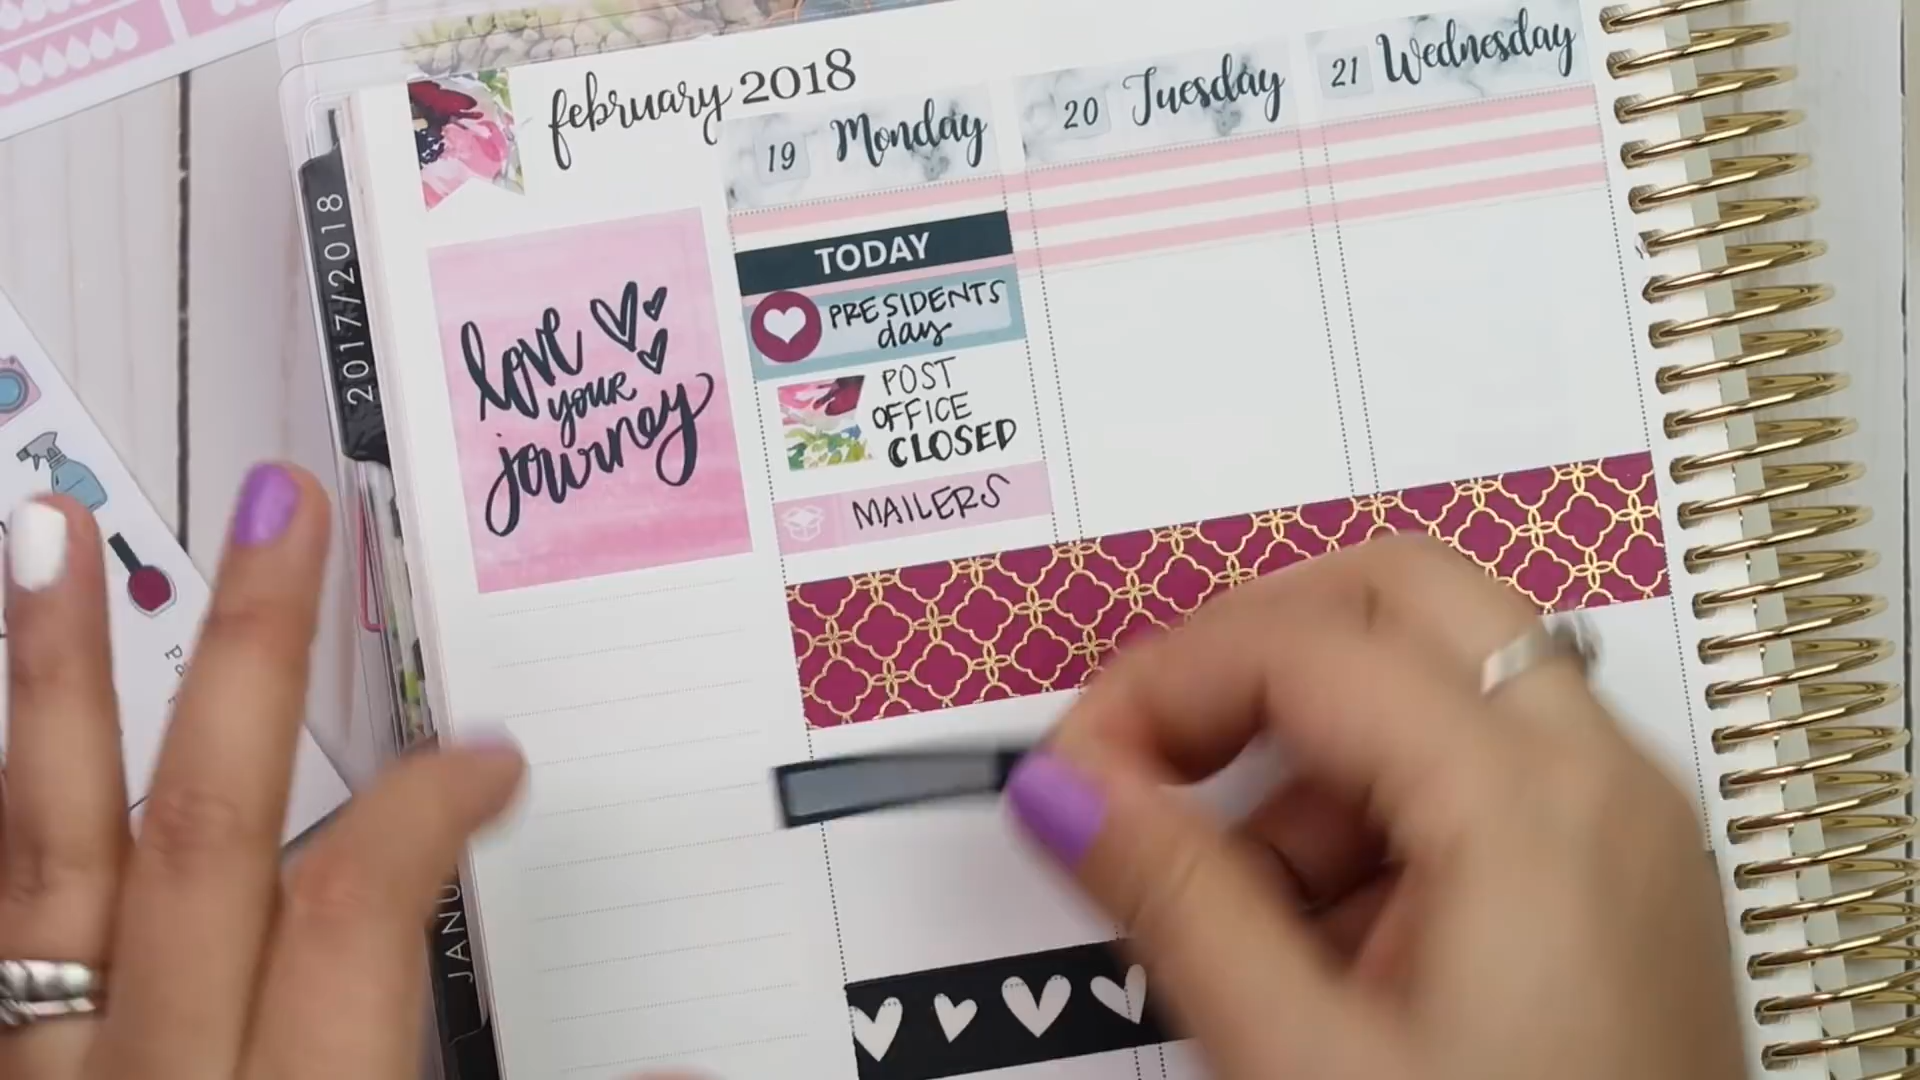 february 2018
19 Monday
20 Tuesday
21 Wednesday
2017/2018
TODAY
PRESIDENTS
day
love
your
journey
POST
OFFICE
CLOSED
MAILERS
JANU